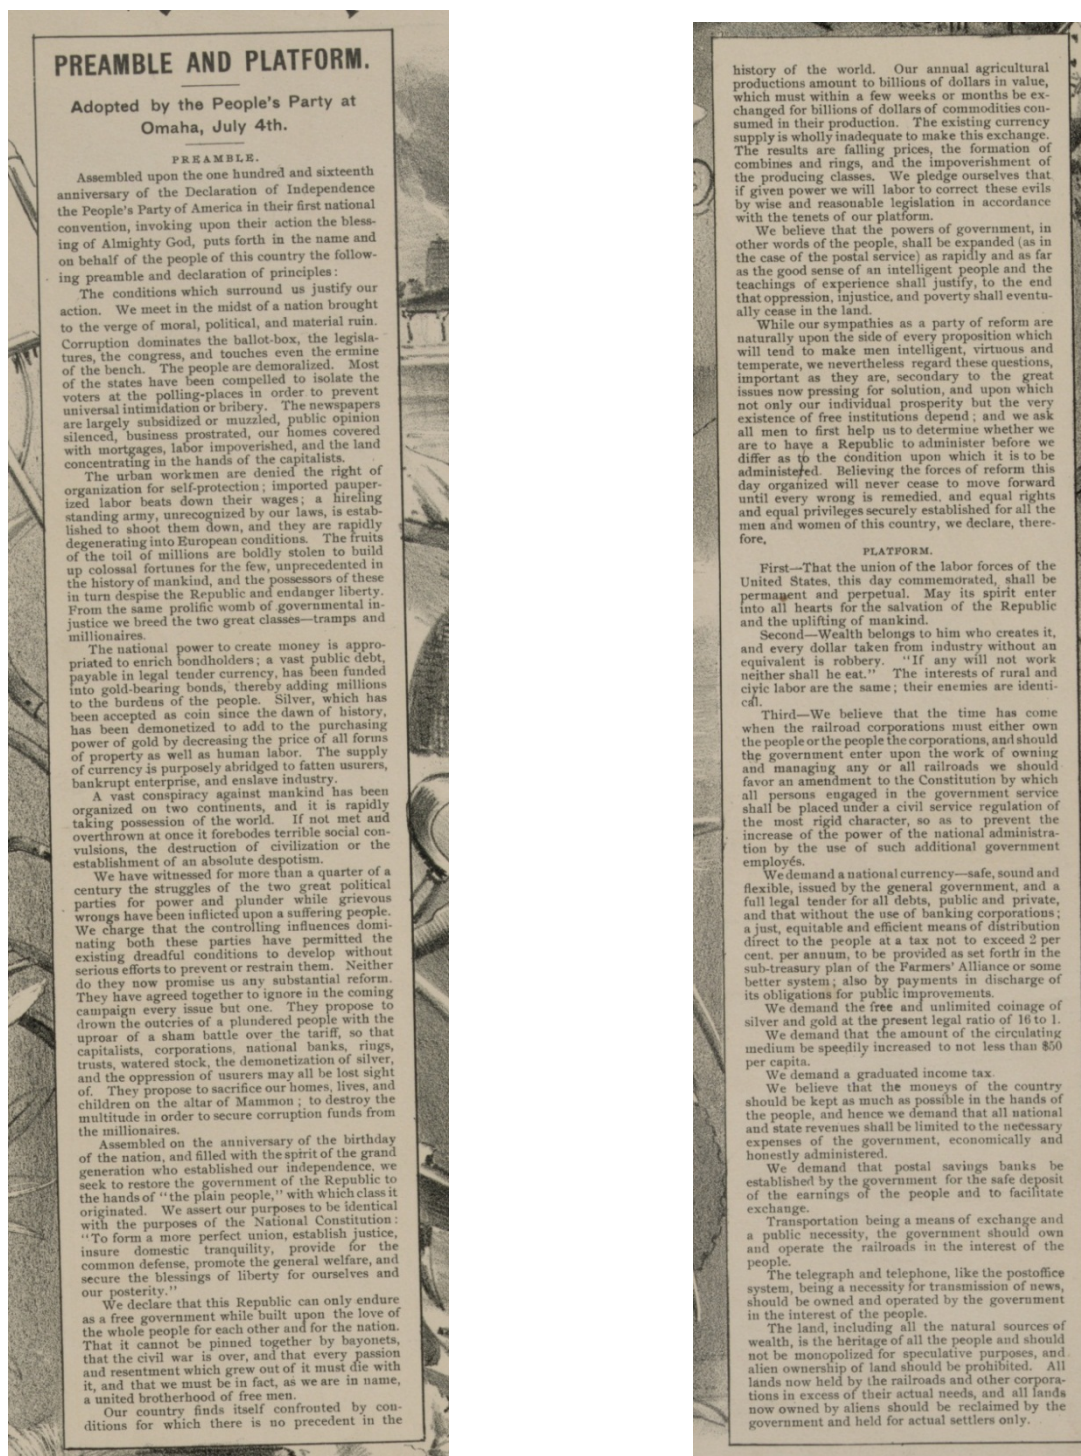 PREAMBLE AND PLATFORM.
Adopted by the People's Party at
Omaha, July 4th.
PREAMBLE.
Assembled upon the one hundred and sixteenth
anniversary of the Declaration of Independence
the People's Party of America in their first national
convention, invoking upon their action the bless-
ing of Almighty God, puts forth in the name and
on behalf of the people of this country the follow-
ing preamble and declaration of principles:
The conditions which surround us justify our
action. We meet in the midst of a nation brought
to the verge of moral, political, and material ruin.
Corruption dominates the ballot-box, the legisla-
tures, the congress, and touches even the ermine
of the bench. The people are demoralized. Most
of the states have been compelled to isolate the
voters at the polling-places in order to prevent
universal intimidation or bribery. The newspapers
are largely subsidized or muzzled, public opinion
silenced, business prostrated, our homes covered
with mortgages, labor impoverished, and the land
concentrating in the hands of the capitalists.
The urban workmen are denied the right of
organization for self-protection; imported pauper-
ized labor beats down their wages; a hireling
standing army, unrecognized by our laws, is estab-
lished to shoot them down, and they are rapidly
degenerating into European conditions. The fruits
of the toil of millions are boldly stolen to build
up colossal fortunes for the few, unprecedented in
the history of mankind, and the possessors of these
in turn despise the Republic and endanger liberty.
From the same prolific womb of governmental in-
justice we breed the two great classes—tramps and
millionaires.
The national power to create money is appro-
priated to enrich bondholders; a vast public debt,
payable in legal tender currency, has been funded
into gold-bearing bonds, thereby adding millions
to the burdens of the people. Silver, which has
been accepted as coin since the dawn of history,
has been demonetized to add to the purchasing
power of gold by decreasing the price of all forms
of property as well as human labor. The supply
of currency is purposely abridged to fatten usurers,
bankrupt enterprise, and enslave industry.
A vast conspiracy against mankind has been
organized on two continents, and it is rapidly
taking possession of the world. If not met and
overthrown at once it forebodes terrible social con-
vulsions, the destruction of civilization or the
establishment of an absolute despotism.
We have witnessed for more than a quarter of a
century the struggles of the two great political
parties for power and plunder while grievous
wrongs have been inflicted upon a suffering people.
We charge that the controlling influences domi-
nating both these parties have permitted the
existing dreadful conditions to develop without
serious efforts to prevent or restrain them. Neither
do they now promise us any substantial reform.
They have agreed together to ignore in the coming
campaign every issue but one. They propose to
drown the outcries of a plundered people with the
uproar of a sham battle over the tariff, so that
capitalists, corporations, national banks, rings,
trusts, watered stock, the demonetization of silver,
and the oppression of usurers may all be lost sight
of. They propose to sacrifice our homes, lives, and
children on the altar of Mammon; to destroy the
multitude in order to secure corruption funds from
the millionaires.
Assembled on the anniversary of the birthday
of the nation, and filled with the spirit of the grand
generation who established our independence, we
seek to restore the government of the Republic to
the hands of "the plain people," with which class it
originated. We assert our purposes to be identical
with the purposes of the National Constitution:
"To form a more perfect union, establish justice,
insure domestic tranquility, provide for the
common defense, promote the general welfare, and
secure the blessings of liberty for ourselves and
our posterity."
We declare that this Republic can only endure
as a free government while built upon the love of
the whole people for each other and for the nation.
That it cannot be pinned together by bayonets,
that the civil war is over, and that every passion
and resentment which grew out of it must die with
it, and that we must be in fact, as we are in name,
a united brotherhood of free men.
Our country finds itself confronted by con-
ditions for which there is no precedent in the
history of the world. Our annual agricultural
productions amount to billions of dollars in value,
which must within a few weeks or months be ex-
changed for billions of dollars of commodities con-
sumed in their production. The existing currency
supply is wholly inadequate to make this exchange.
The results are falling prices, the formation of
combines and rings, and the impoverishment of
the producing classes. We pledge ourselves that
if given power we will labor to correct these evils
by wise and reasonable legislation in accordance
with the tenets of our platform.
We believe that the powers of government, in
other words of the people, shall be expanded (as in
the case of the postal service) as rapidly and as far
as the good sense of an intelligent people and the
teachings of experience shall justify, to the end
that oppression, injustice, and poverty shall eventu-
ally cease in the land.
While our sympathies as a party of reform are
naturally upon the side of every proposition which
will tend to make men intelligent, virtuous and
temperate, we nevertheless regard these questions,
important as they are, secondary to the great
issues now pressing for solution, and upon which
not only our individual prosperity but the very
existence of free institutions depend; and we ask
all men to first help us to determine whether we
are to have a Republic to administer before we
differ as to the condition upon which it is to be
administered. Believing the forces of reform this
day organized will never cease to move forward
until every wrong is remedied, and equal rights
and equal privileges securely established for all the
men and women of this country, we declare, there-
fore,
PLATFORM.
First—That the union of the labor forces of the
United States, this day commemorated, shall be
permanent and perpetual. May its spirit enter
into all hearts for the salvation of the Republic
and the uplifting of mankind.
Second—Wealth belongs to him who creates it,
and every dollar taken from industry without an
equivalent is robbery. "If any will not work
neither shall he eat." The interests of rural and
civic labor are the same; their enemies are identi-
cal.
Third—We believe that the time has come
when the railroad corporations must either own
the people or the people the corporations, and should
the government enter upon the work of owning
and managing any or all railroads we should
favor an amendment to the Constitution by which
all persons engaged in the government service
shall be placed under a civil service regulation of
the most rigid character, so as to prevent the
increase of the power of the national administra-
tion by the use of such additional government
employés.
We demand a national currency—safe, sound and
flexible, issued by the general government, and a
full legal tender for all debts, public and private,
and that without the use of banking corporations;
a just, equitable and efficient means of distribution
direct to the people at a tax not to exceed 2 per
cent. per annum, to be provided as set forth in the
sub-treasury plan of the Farmers' Alliance or some
better system; also by payments in discharge of
its obligations for public improvements.
We demand the free and unlimited coinage of
silver and gold at the present legal ratio of 16 to 1.
We demand that the amount of the circulating
medium be speedily increased to not less than $50
per capita.
We demand a graduated income tax.
We believe that the moneys of the country
should be kept as much as possible in the hands of
the people, and hence we demand that all national
and state revenues shall be limited to the necessary
expenses of the government, economically and
honestly administered.
We demand that postal savings banks be
established by the government for the safe deposit
of the earnings of the people and to facilitate
exchange.
Transportation being a means of exchange and
a public necessity, the government should own
and operate the railroads in the interest of the
people.
The telegraph and telephone, like the postoffice
system, being a necessity for transmission of news,
should be owned and operated by the government
in the interest of the people.
The land, including all the natural sources of
wealth, is the heritage of all the people and should
not be monopolized for speculative purposes, and
alien ownership of land should be prohibited. All
lands now held by the railroads and other corpora-
tions in excess of their actual needs, and all lands
now owned by aliens should be reclaimed by the
government and held for actual settlers only.